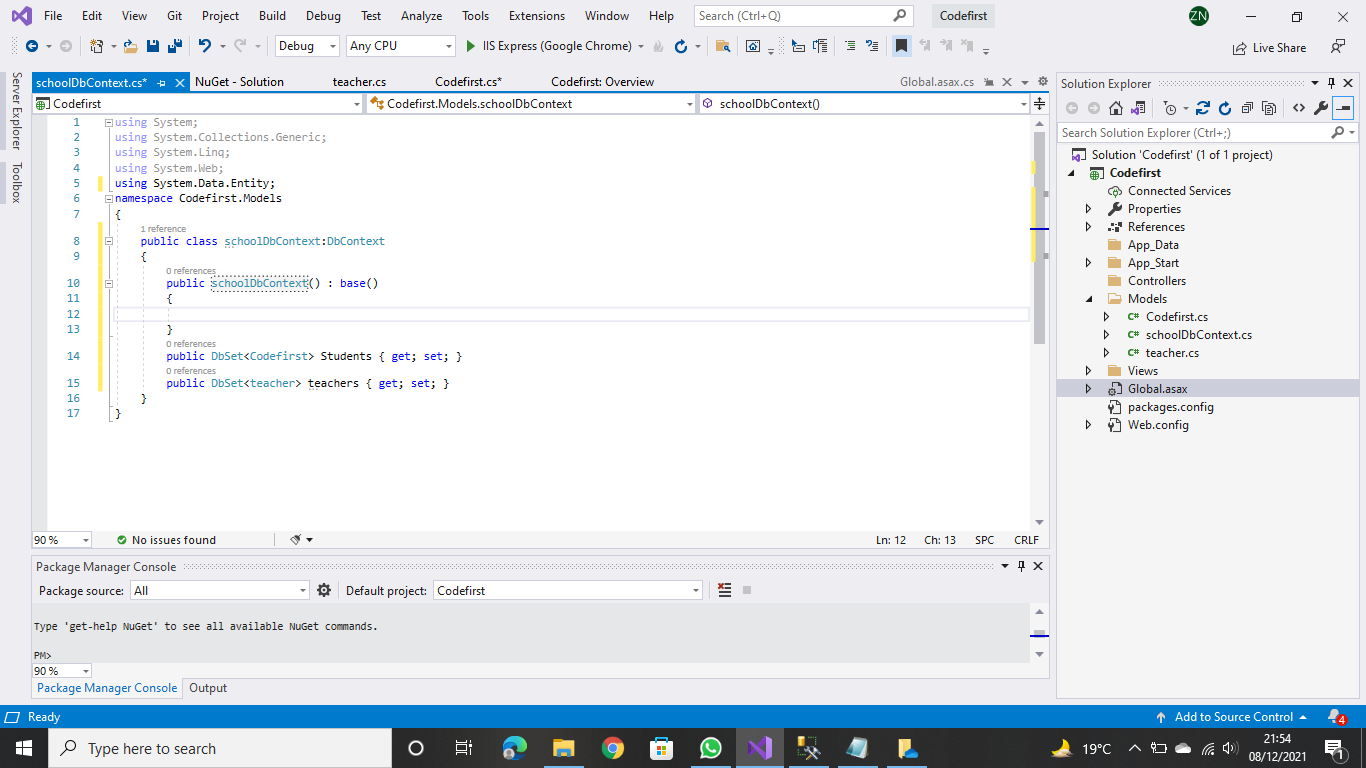 File Edit View Git Project Build Debug Test Analyze Tools Extensions Window Help Search (Ctrl+Q) Codefirst ZN
Debug Any CPU IIS Express (Google Chrome) Live Share
Server Explorer
Toolbox
schoolDbContext.cs* NuGet - Solution teacher.cs Codefirst.cs* Codefirst: Overview Global.asax.cs
Codefirst Codefirst.Models.schoolDbContext schoolDbContext()
1 using System;
2 using System.Collections.Generic;
3 using System.Linq;
4 using System.Web;
5 using System.Data.Entity;
6 namespace Codefirst.Models
7 {
1 reference
8 public class schoolDbContext:DbContext
9 {
0 references
10 public schoolDbContext() : base()
11 {
12
13 }
0 references
14 public DbSet<Codefirst> Students { get; set; }
0 references
15 public DbSet<teacher> teachers { get; set; }
16 }
17 }
90 % No issues found Ln: 12 Ch: 13 SPC CRLF
Package Manager Console
Package source: All Default project: Codefirst
Type 'get-help NuGet' to see all available NuGet commands.
PM>
90 %
Package Manager Console Output
Solution Explorer
Search Solution Explorer (Ctrl+;)
Solution 'Codefirst' (1 of 1 project)
Codefirst
Connected Services
Properties
References
App_Data
App_Start
Controllers
Models
C# Codefirst.cs
C# schoolDbContext.cs
C# teacher.cs
Views
Global.asax
packages.config
Web.config
Ready Add to Source Control 4
Type here to search 19°C 21:54
08/12/2021 1